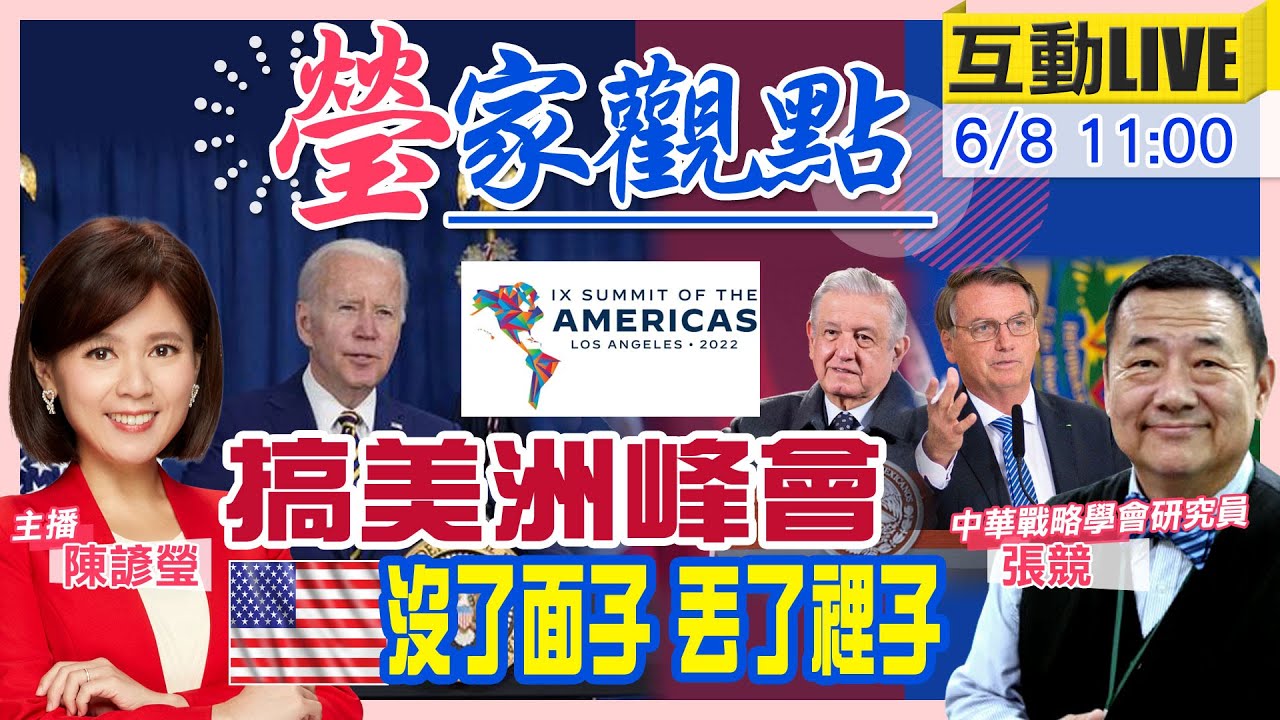 瑩家觀點
互動LIVE
6/8 11:00
IX SUMMIT OF THE
AMERICAS
LOS ANGELES • 2022
搞美洲峰會
沒了面子 丟了裡子
主播
陳諺瑩
中華戰略學會研究員
張競